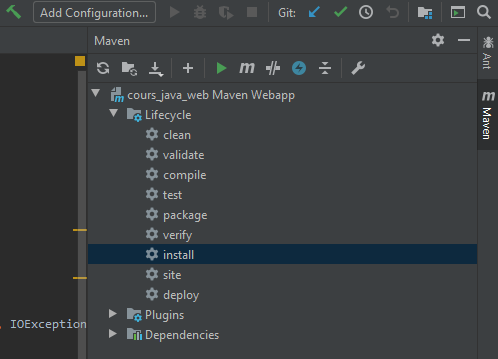 Add Configuration...
Git:
Maven
m
cours_java_web Maven Webapp
Lifecycle
clean
validate
compile
test
package
verify
install
site
deploy
Plugins
Dependencies
, IOException
Ant
m
Maven